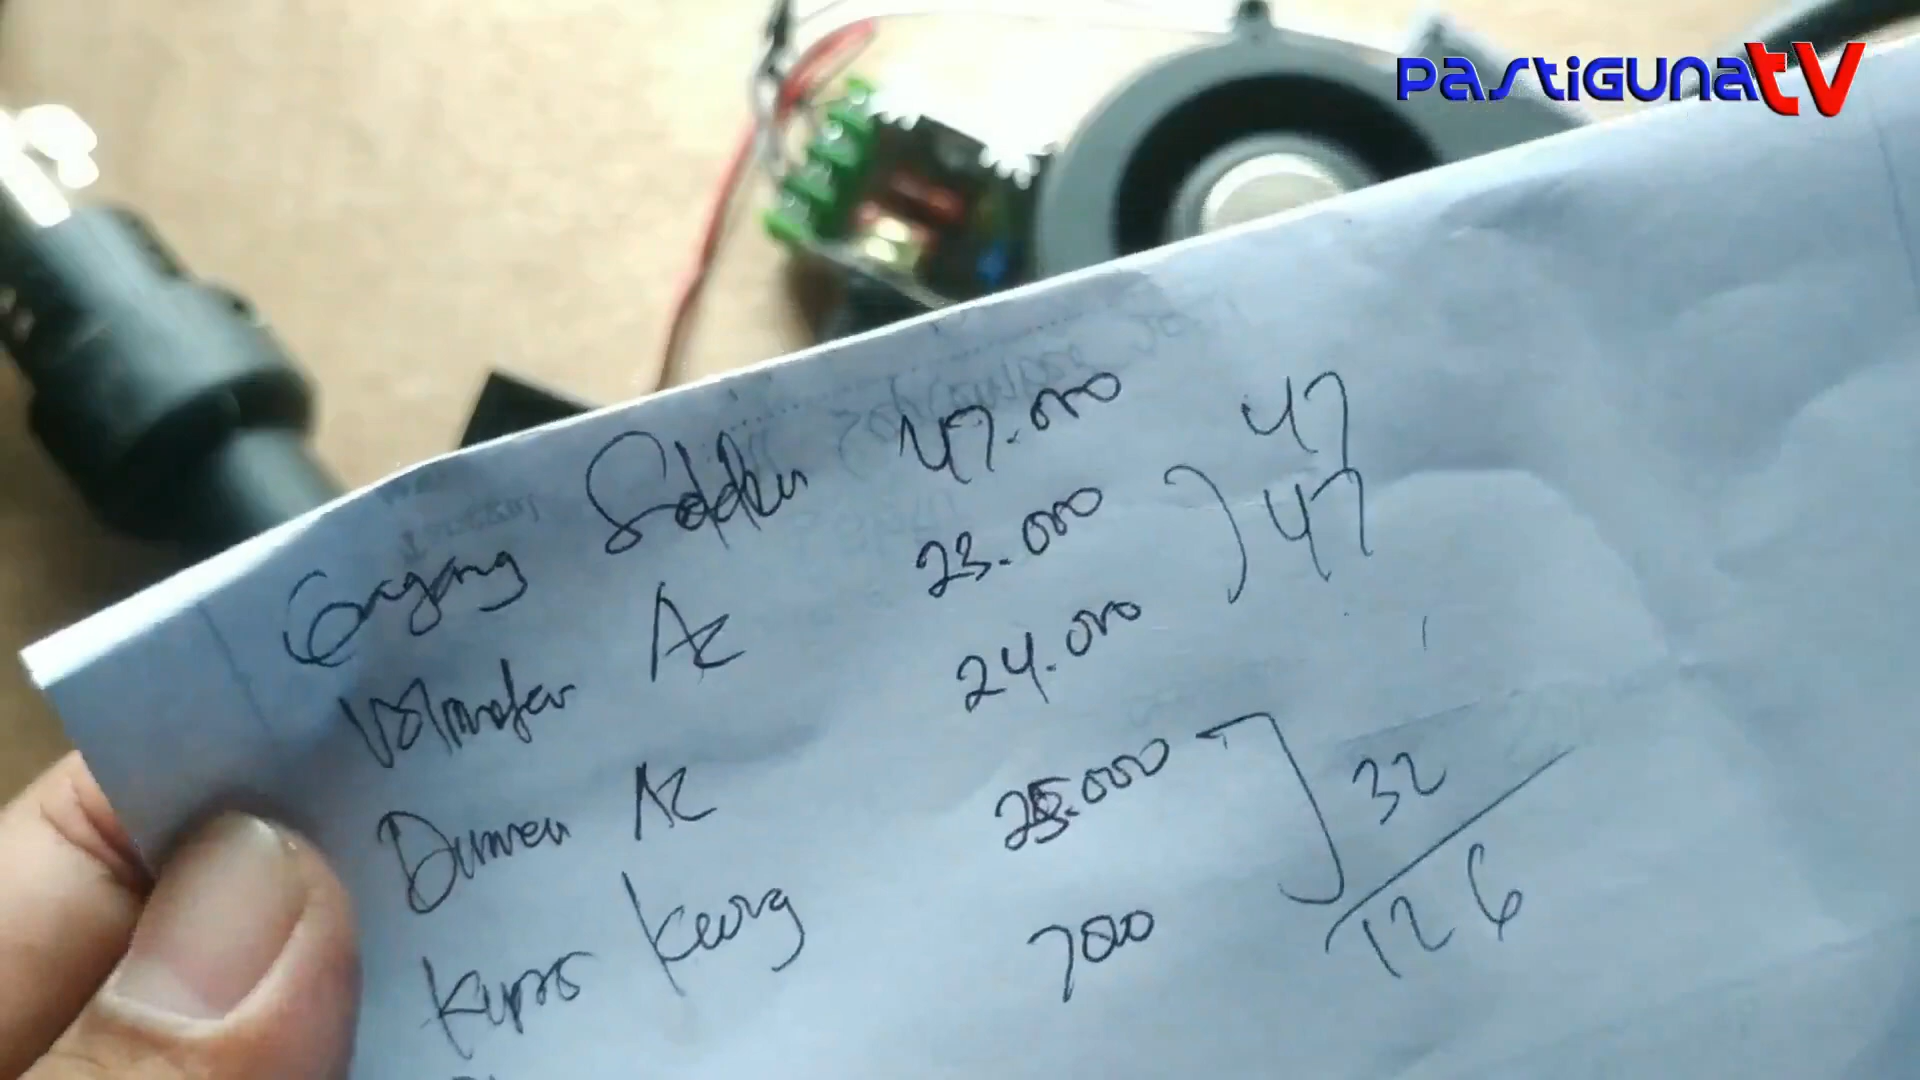 PASTIGUNATV
Gagang Solder 47.000 47
Voltmeter AC 23.000 ) 47
Dimmer AC 24.000
Kipas Keong 25.000 ] 32
7000 126